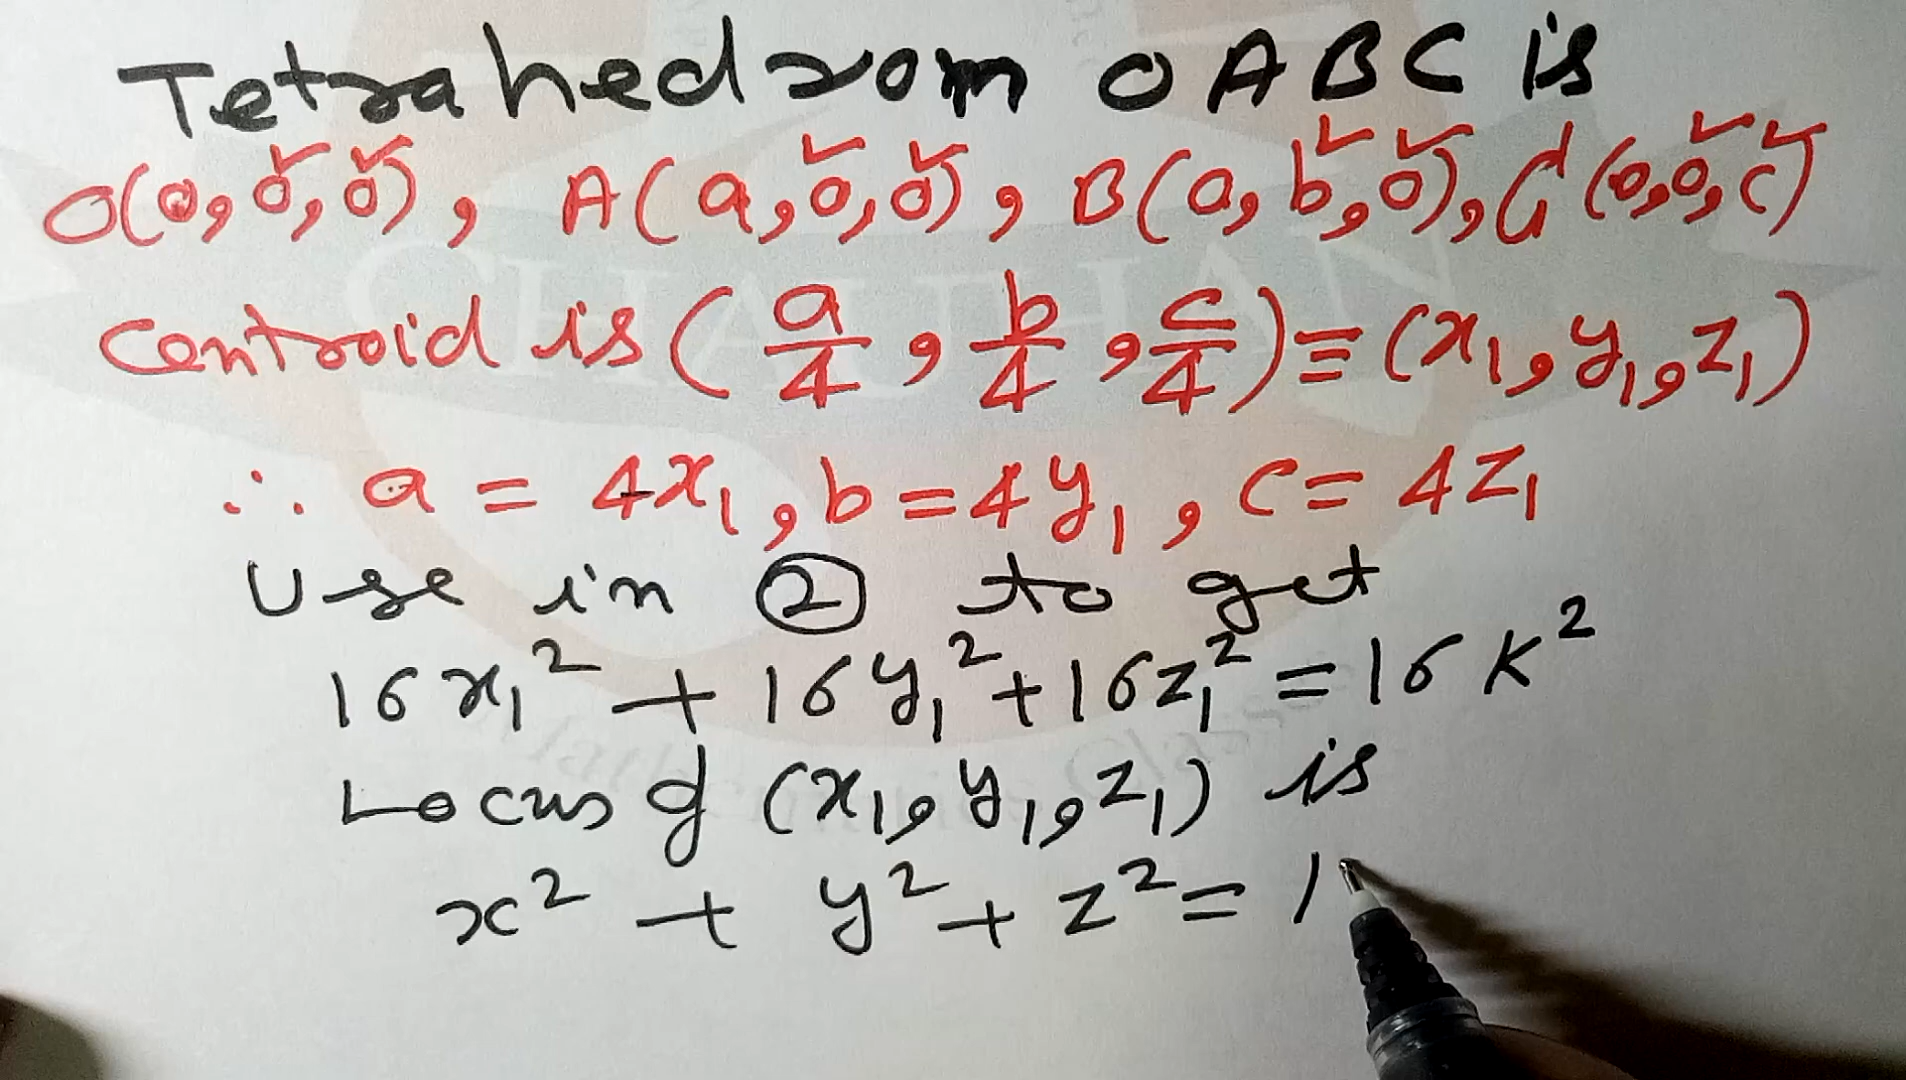 Tetrahedron OABC is
O(0,0,0), A(a,0,0), B(0,b,0), C(0,0,c)
Centroid is (a/4, b/4, c/4) ≡ (x₁, y₁, z₁)
∴ a = 4x₁, b = 4y₁, c = 4z₁
Use in ② to get
16x₁² + 16y₁² + 16z₁² = 16K²
Locus of (x₁, y₁, z₁) is
x² + y² + z² = 1
CHAUHAN